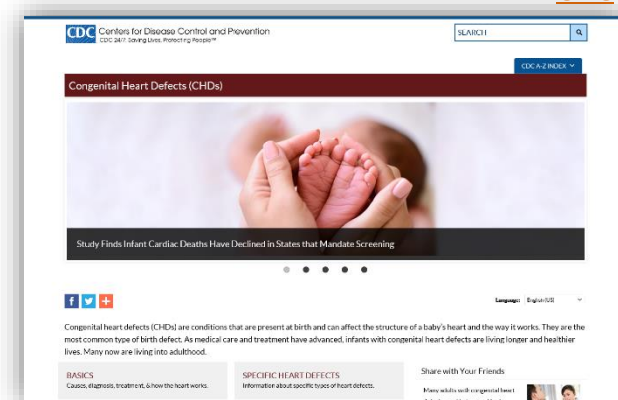 CDC Centers for Disease Control and Prevention
CDC 24/7: Saving Lives, Protecting People™
SEARCH
CDC A-Z INDEX
Congenital Heart Defects (CHDs)
Study Finds Infant Cardiac Deaths Have Declined in States that Mandate Screening
Language: English (US)
Congenital heart defects (CHDs) are conditions that are present at birth and can affect the structure of a baby's heart and the way it works. They are the
most common type of birth defect. As medical care and treatment have advanced, infants with congenital heart defects are living longer and healthier
lives. Many now are living into adulthood.
BASICS
Causes, diagnosis, treatment, & how the heart works.
SPECIFIC HEART DEFECTS
Information about specific types of heart defects.
Share with Your Friends
Many adults with congenital heart